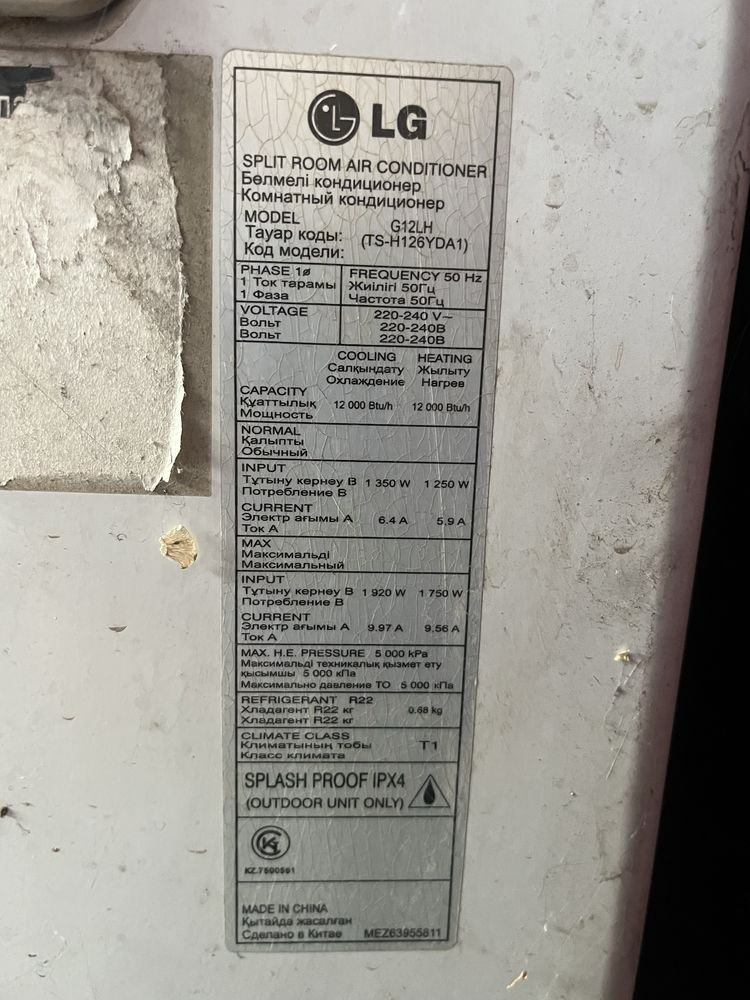 LG
SPLIT ROOM AIR CONDITIONER
Бөлмелі кондиционер
Комнатный кондиционер
MODEL
Тауар коды:
Код модели:
G12LH
(TS-H126YDA1)
PHASE 1ø
1 Ток тарамы
1 Фаза
FREQUENCY 50 Hz
Жиілігі 50Гц
Частота 50Гц
VOLTAGE
Вольт
Вольт
220-240 V~
220-240В
220-240В
COOLING HEATING
Салқындату Жылыту
Охлаждение Нагрев
CAPACITY
Қуаттылық 12 000 Btu/h 12 000 Btu/h
Мощность
NORMAL
Қалыпты
Обычный
INPUT
Тұтыну кернеу В 1 350 W 1 250 W
Потребление В
CURRENT
Электр ағымы А 6.4 A 5.9 A
Ток А
MAX
Максимальді
Максимальный
INPUT
Тұтыну кернеу В 1 920 W 1 750 W
Потребление В
CURRENT
Электр ағымы А 9.97 A 9.56 A
Ток А
MAX. H.E. PRESSURE 5 000 kPa
Максимальді техникалық қызмет ету
қысымшы 5 000 кПа
Максимально давление ТО 5 000 кПа
REFRIGERANT R22
Хладагент R22 кг 0.68 kg
Хладагент R22 кг
CLIMATE CLASS
Климатының тобы T1
Класс климата
SPLASH PROOF IPX4
(OUTDOOR UNIT ONLY)
KZ.7500501
MADE IN CHINA
Қытайда жасалған
Сделано в Китае MEZ63955811